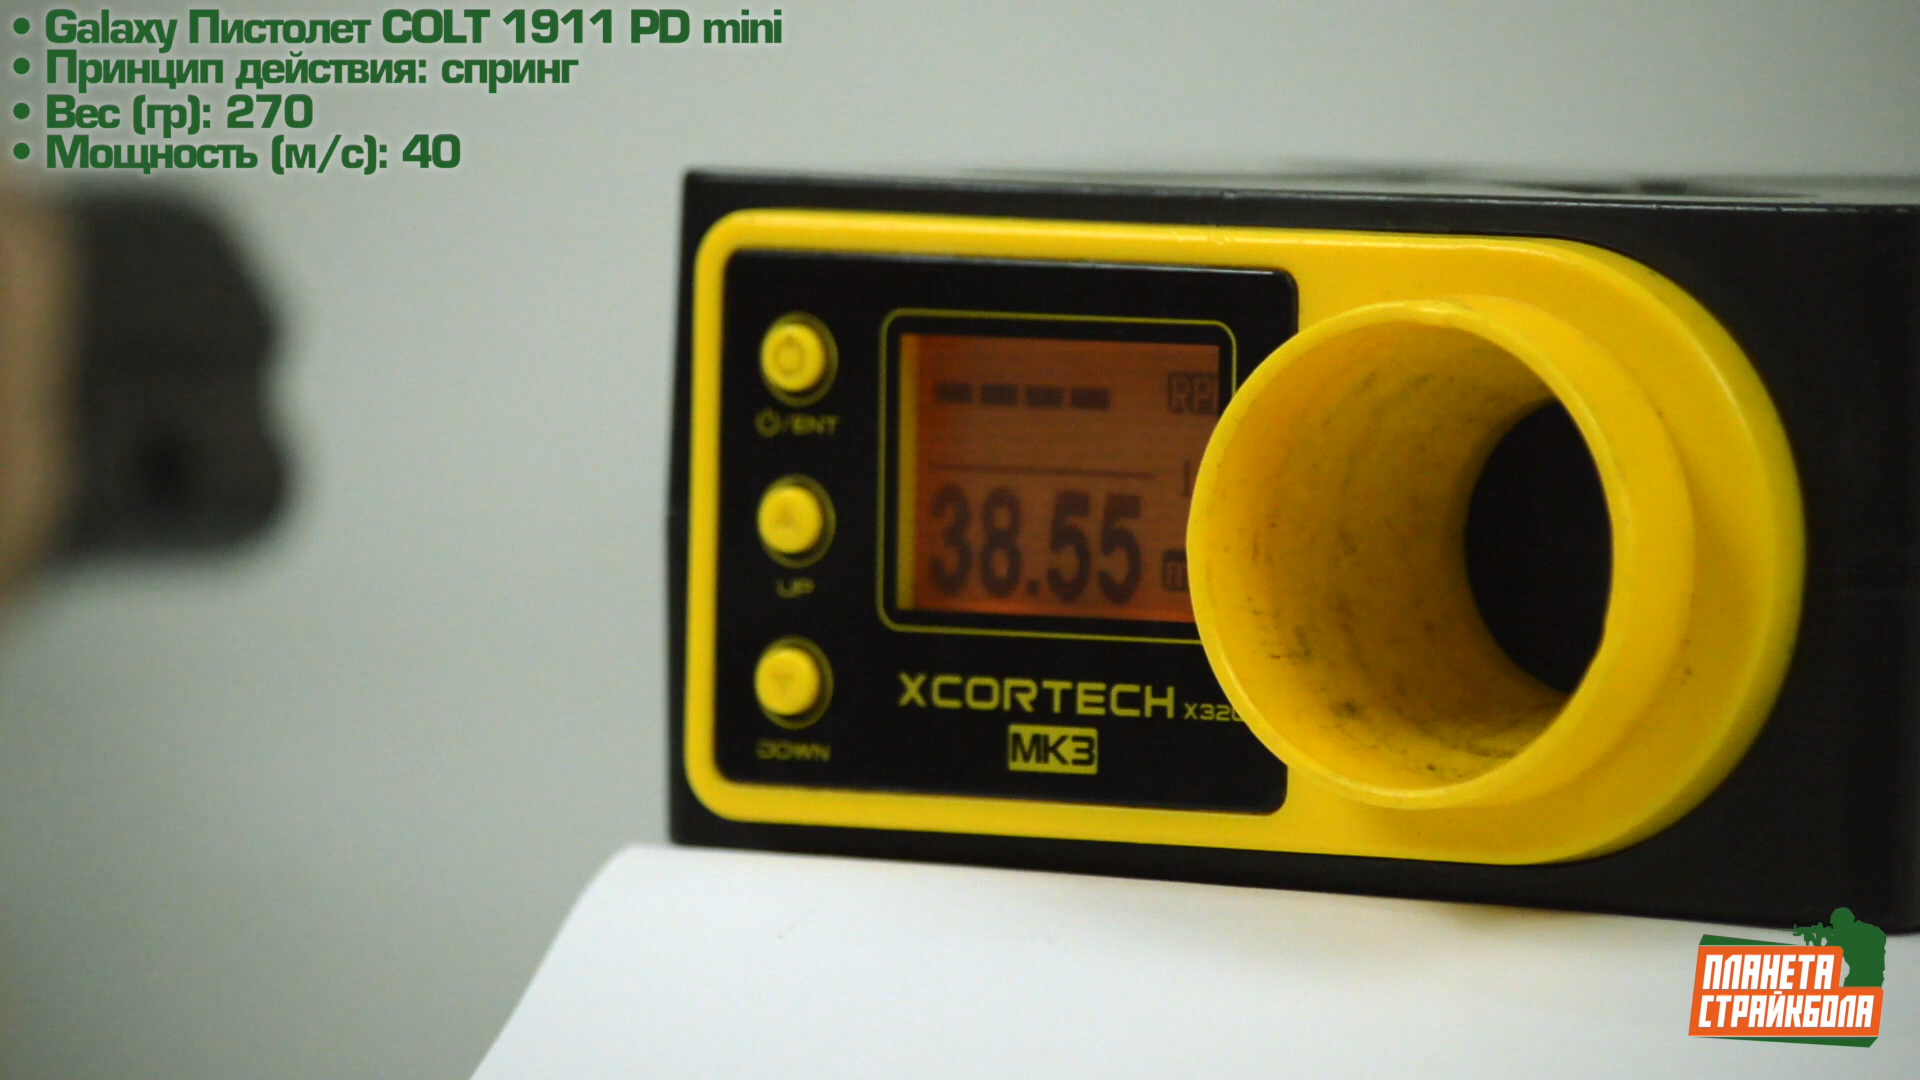 • Galaxy Пистолет COLT 1911 PD mini
• Принцип действия: спринг
• Вес (гр): 270
• Мощность (м/с): 40
/ENT
UP
DOWN
38.55
XCORTECH
MK3
ПЛАНЕТА
СТРАЙКБОЛА